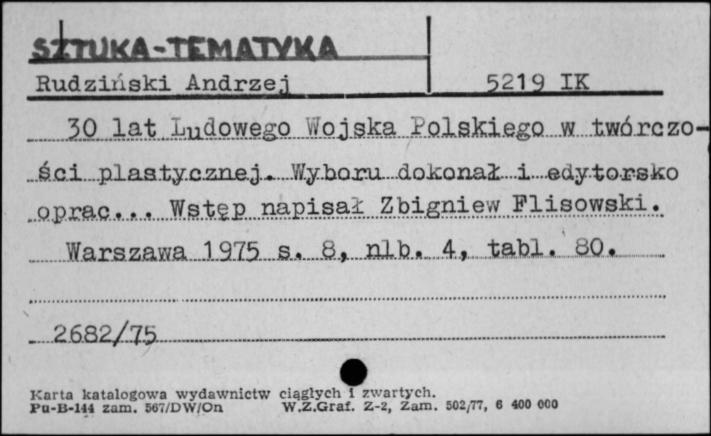 SZTUKA-TEMATYKA
Rudziński Andrzej 5219 IK
30 lat Ludowego Wojska Polskiego w twórczo-
ści plastycznej. Wyboru dokonał i edytorsko
oprac... Wstęp napisał Zbigniew Flisowski.
Warszawa 1975 s. 8, nlb. 4, tabl. 80.
2682/75
Karta katalogowa wydawnictw ciągłych i zwartych.
Pu-B-144 zam. 567/DW/On W.Z.Graf. Z-2, Zam. 502/77, 6 400 000